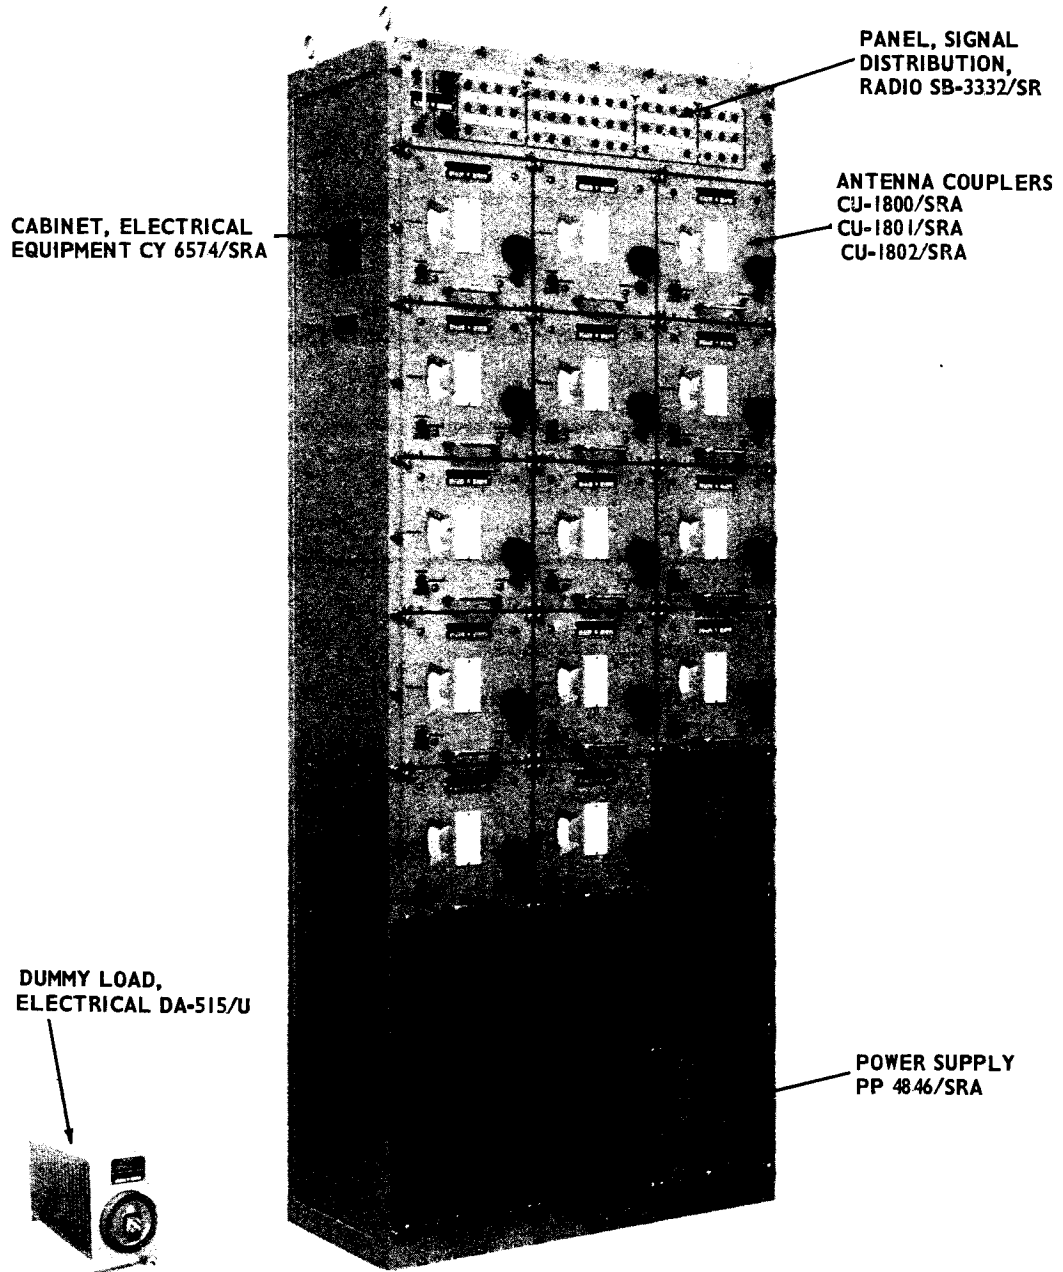 PANEL, SIGNAL
DISTRIBUTION,
RADIO SB-3332/SR
ANTENNA COUPLERS
CU-1800/SRA
CU-1801/SRA
CU-1802/SRA
CABINET, ELECTRICAL
EQUIPMENT CY 6574/SRA
DUMMY LOAD,
ELECTRICAL DA-515/U
POWER SUPPLY
PP 4846/SRA